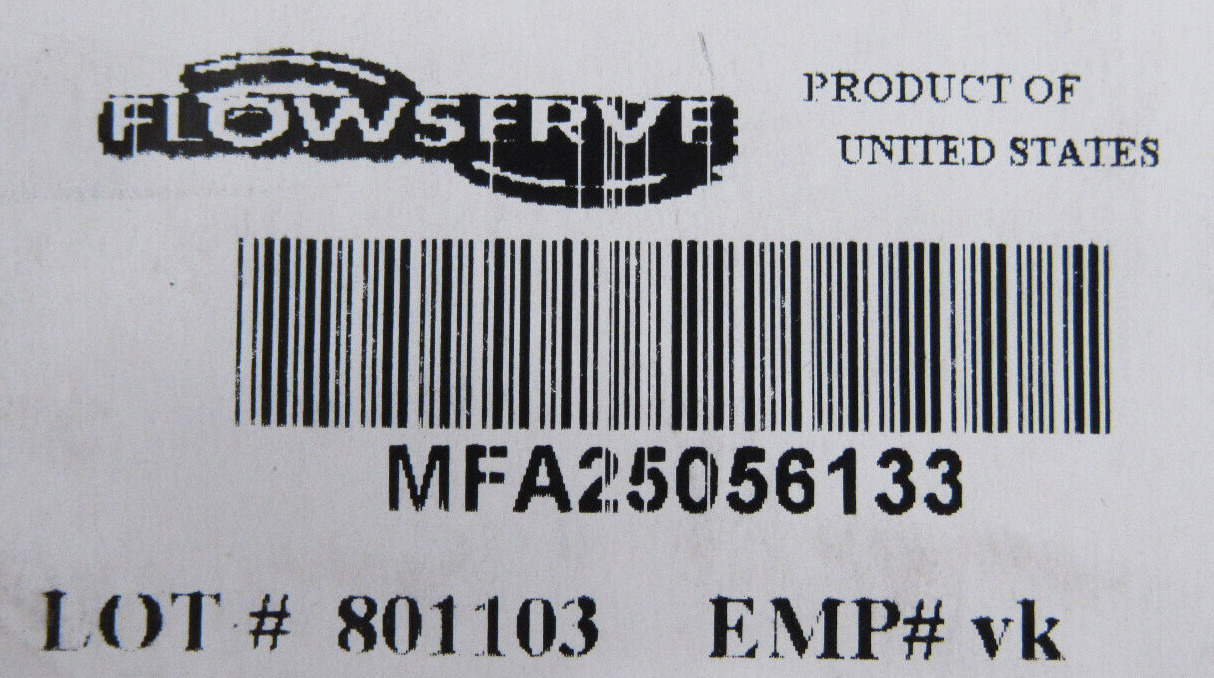 FLOWSERVE
PRODUCT OF
UNITED STATES
MFA25056133
LOT # 801103 EMP# vk